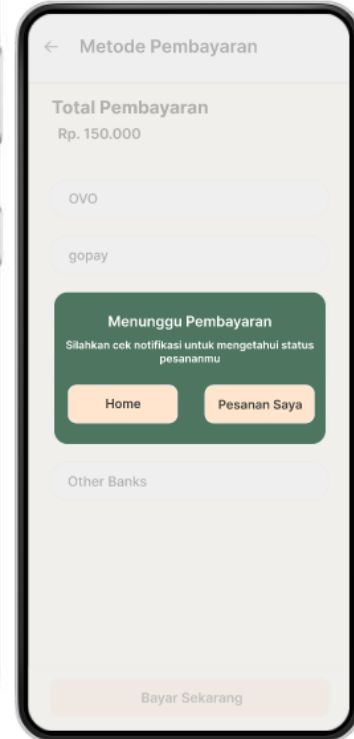 ← Metode Pembayaran
Total Pembayaran
Rp. 150.000
OVO
gopay
Menunggu Pembayaran
Silahkan cek notifikasi untuk mengetahui status
pesananmu
Home
Pesanan Saya
Other Banks
Bayar Sekarang